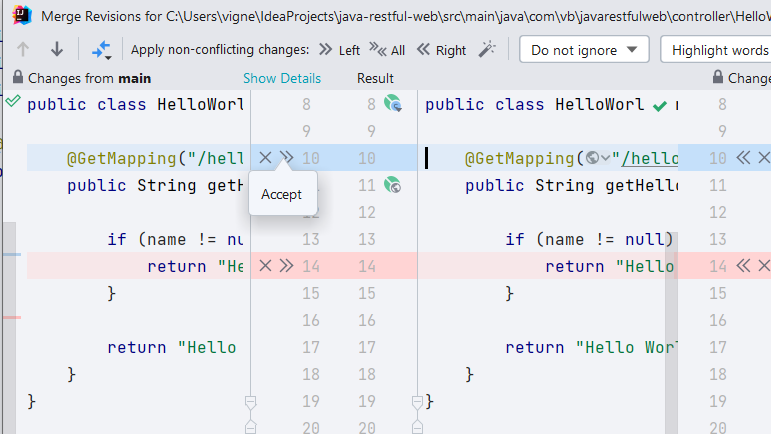 Merge Revisions for C:\Users\vigne\IdeaProjects\java-restful-web\src\main\java\com\vb\javarestfulweb\controller\HelloW
Apply non-conflicting changes: Left All Right Do not ignore Highlight words
Changes from main Show Details Result Change
public class HelloWorl 8 8 public class HelloWorl 8
9 9 9
@GetMapping("/hell 10 10 @GetMapping("/hello 10
public String getH 11 public String getHello 11
Accept
12 12 12
if (name != nu 13 13 if (name != null) 13
return "He 14 14 return "Hello 14
} 15 15 } 15
16 16 16
return "Hello 17 17 return "Hello Worl 17
} 18 18 } 18
} 19 19 } 19
20 20 20